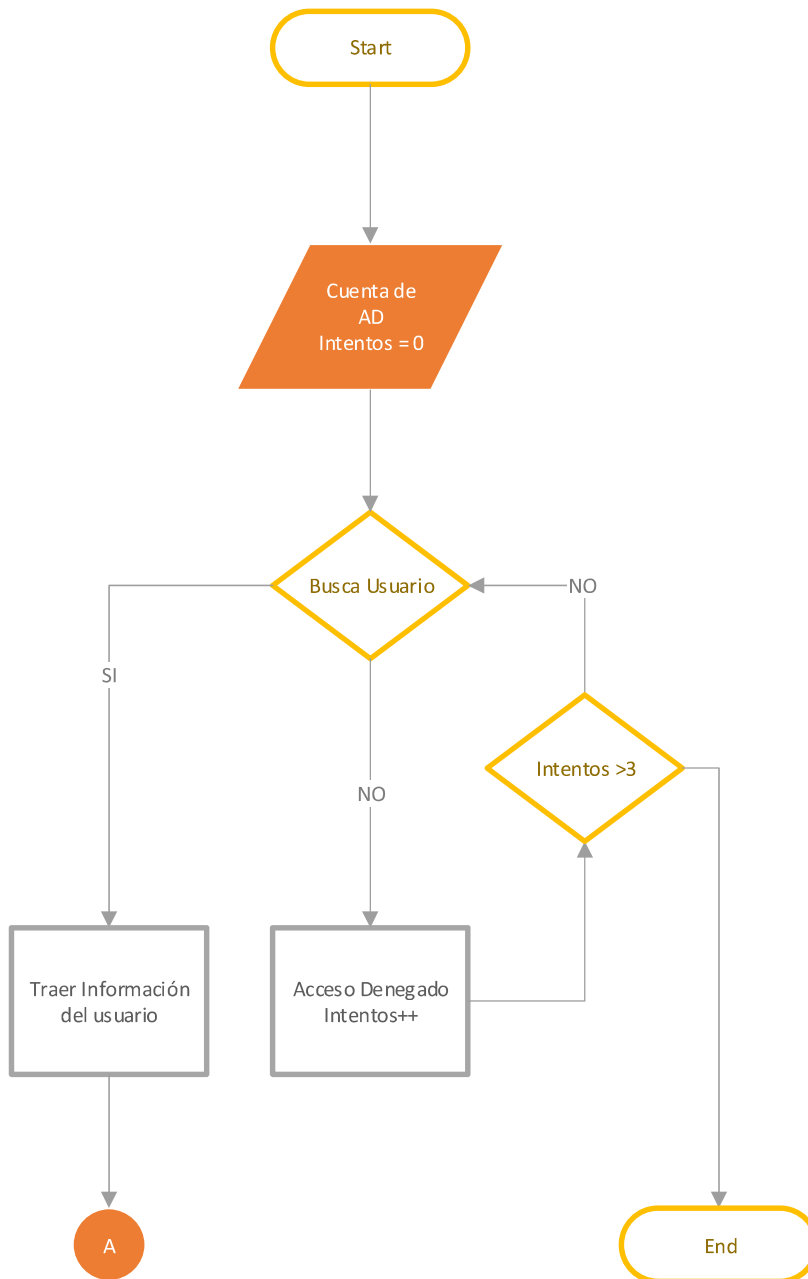 Start
Cuenta de
AD
Intentos = 0
Busca Usuario
NO
SI
Intentos >3
NO
Traer Información
del usuario
Acceso Denegado
Intentos++
A
End